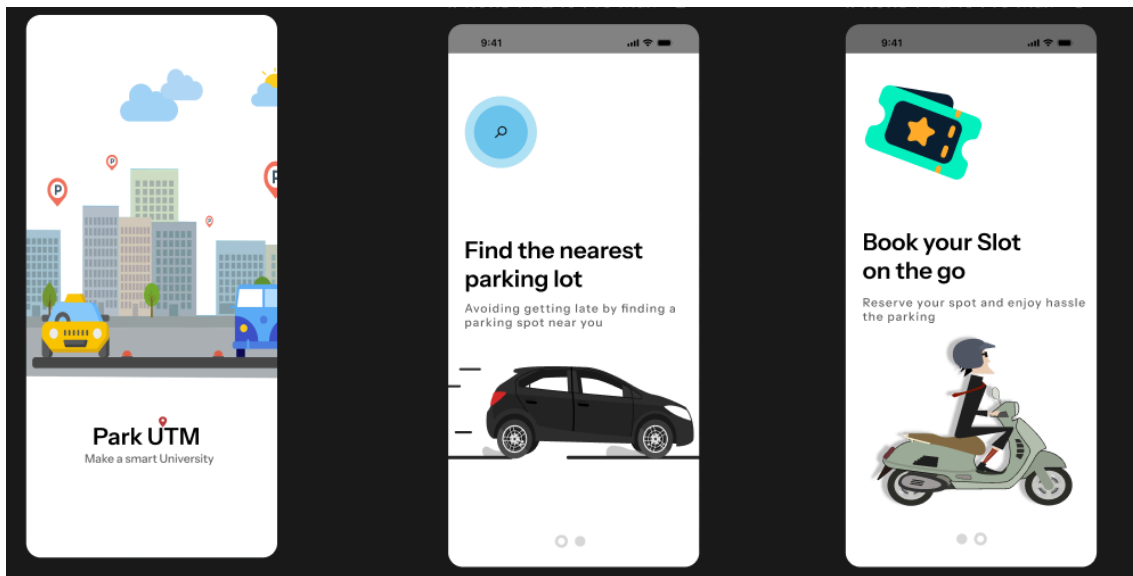 P
P
P
Park UTM
Make a smart University
9:41
Find the nearest
parking lot
Avoiding getting late by finding a
parking spot near you
9:41
Book your Slot
on the go
Reserve your spot and enjoy hassle
the parking